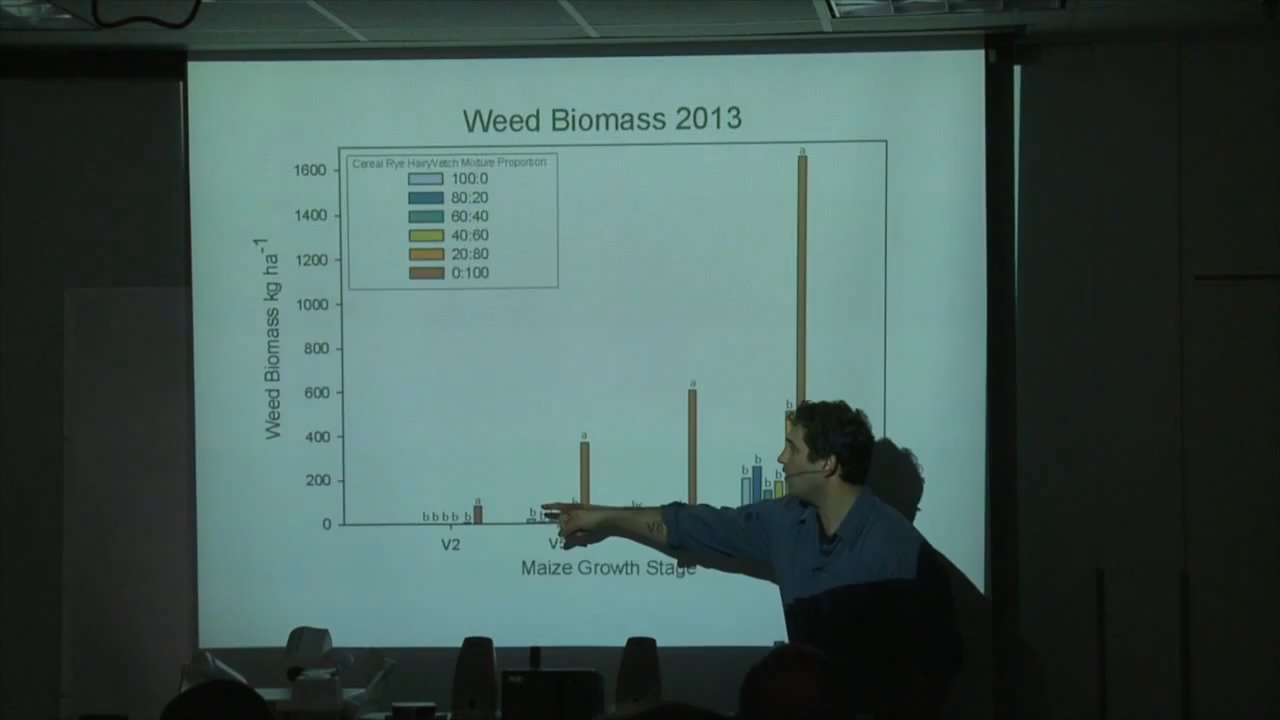 Weed Biomass 2013
Cereal Rye HairyVetch Mixture Proportion
100:0
80:20
60:40
40:60
20:80
0:100
Weed Biomass kg ha-1
1600
1400
1200
1000
800
600
400
200
0
a
a
a
a
b
b
b
b
b
b b b b b
b
V2
Maize Growth Stage